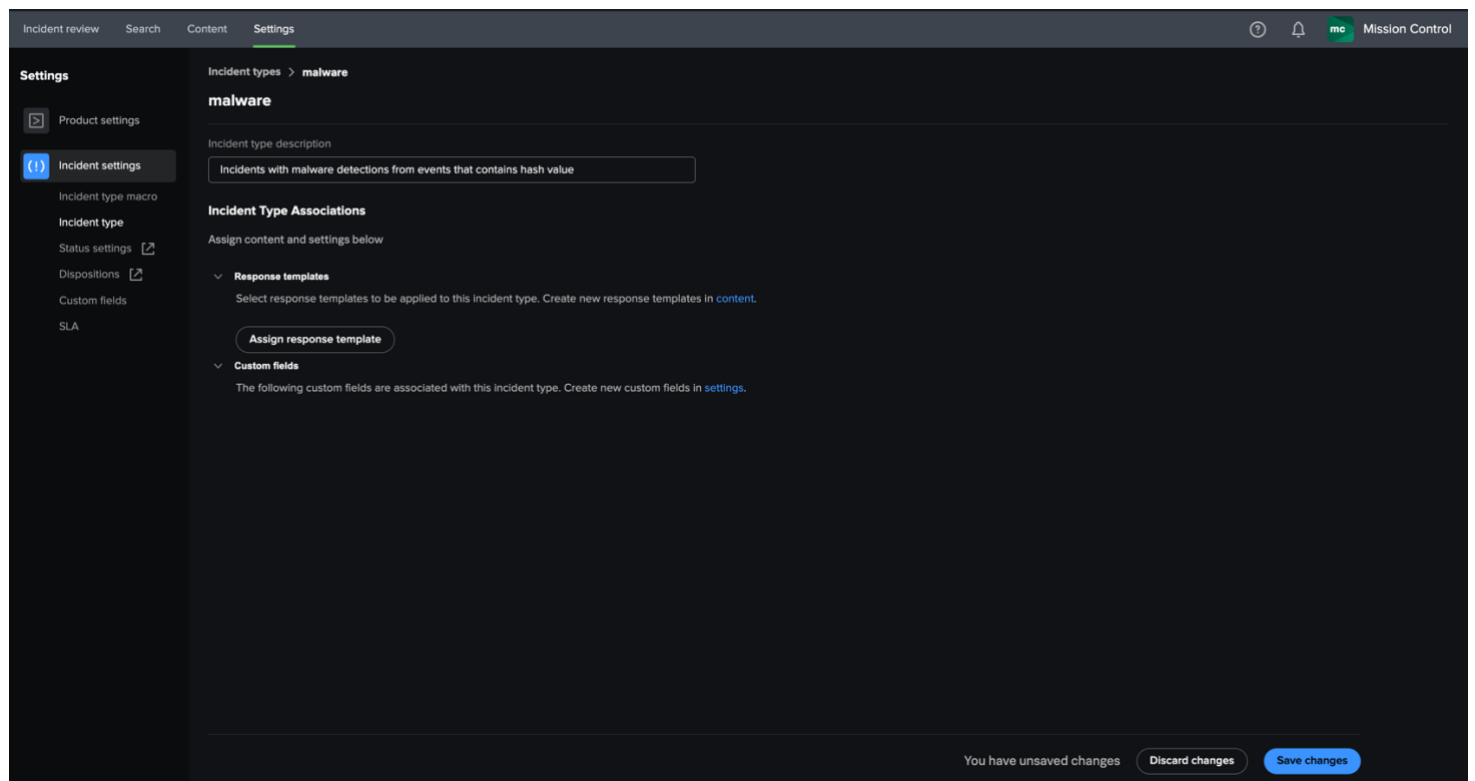 Incident review Search Content Settings
mc Mission Control
Settings
Product settings
Incident settings
Incident type macro
Incident type
Status settings
Dispositions
Custom fields
SLA
Incident types > malware
malware
Incident type description
Incidents with malware detections from events that contains hash value
Incident Type Associations
Assign content and settings below
Response templates
Select response templates to be applied to this incident type. Create new response templates in content.
Assign response template
Custom fields
The following custom fields are associated with this incident type. Create new custom fields in settings.
You have unsaved changes Discard changes Save changes